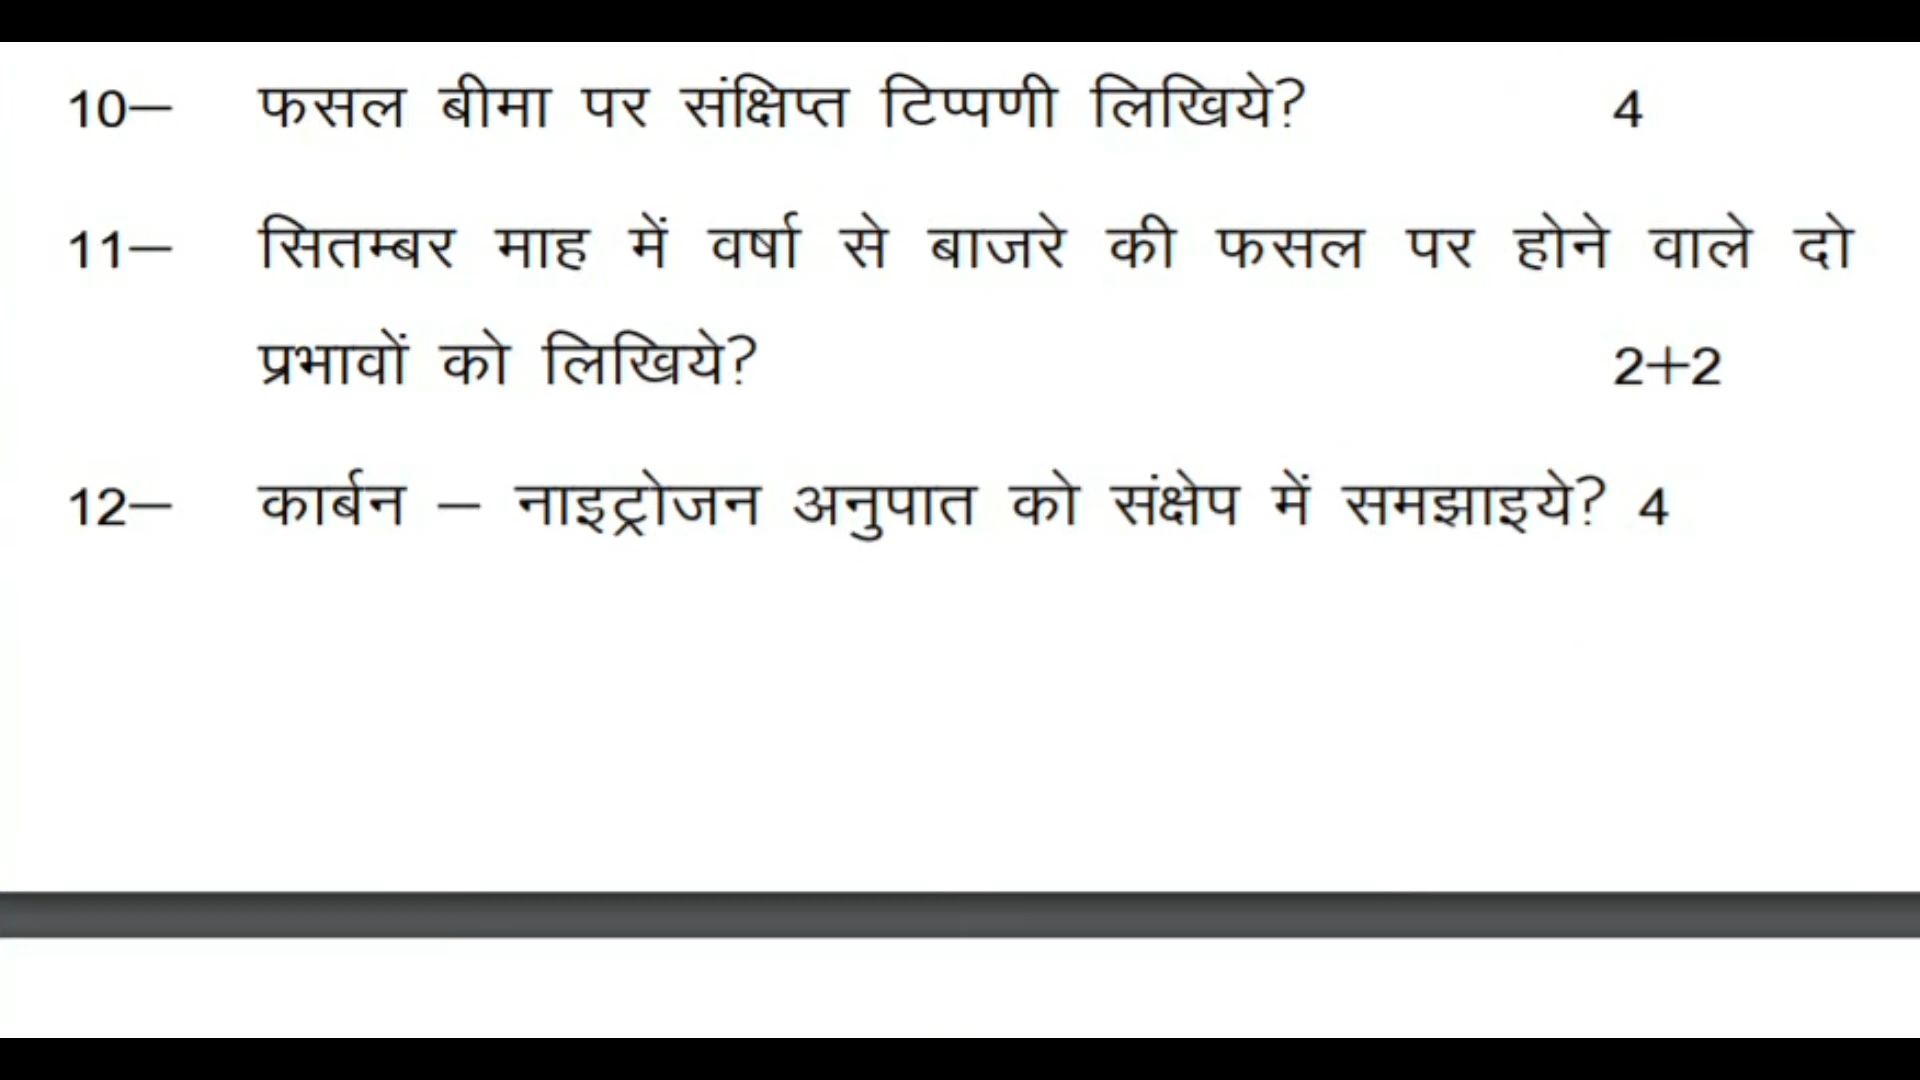 10– फसल बीमा पर संक्षिप्त टिप्पणी लिखिये? 4
11– सितम्बर माह में वर्षा से बाजरे की फसल पर होने वाले दो
प्रभावों को लिखिये? 2+2
12– कार्बन – नाइट्रोजन अनुपात को संक्षेप में समझाइये? 4